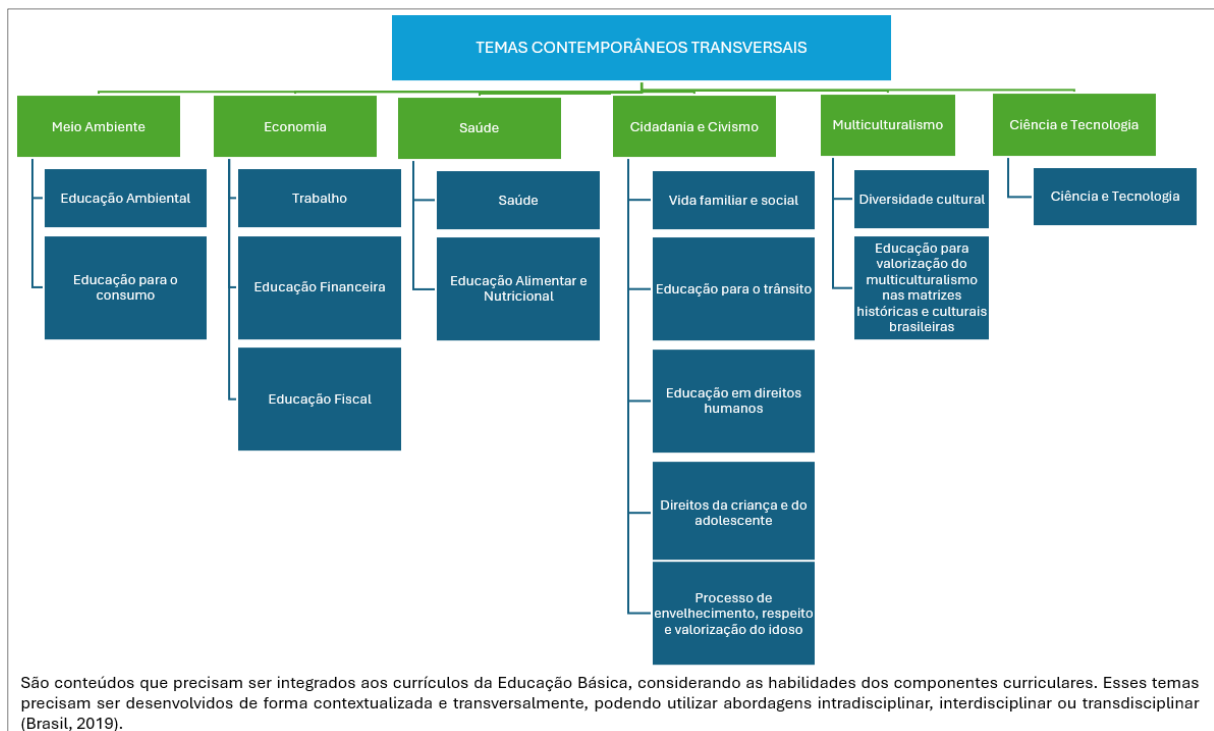 TEMAS CONTEMPORÂNEOS TRANSVERSAIS
Meio Ambiente
Educação Ambiental
Educação para o
consumo
Economia
Trabalho
Educação Financeira
Educação Fiscal
Saúde
Saúde
Educação Alimentar e
Nutricional
Cidadania e Civismo
Vida familiar e social
Educação para o trânsito
Educação em direitos
humanos
Direitos da criança e do
adolescente
Processo de
envelhecimento, respeito
e valorização do idoso
Multiculturalismo
Diversidade cultural
Educação para
valorização do
multiculturalismo
nas matrizes
históricas e culturais
brasileiras
Ciência e Tecnologia
Ciência e Tecnologia
São conteúdos que precisam ser integrados aos currículos da Educação Básica, considerando as habilidades dos componentes curriculares. Esses temas
precisam ser desenvolvidos de forma contextualizada e transversalmente, podendo utilizar abordagens intradisciplinar, interdisciplinar ou transdisciplinar
(Brasil, 2019).